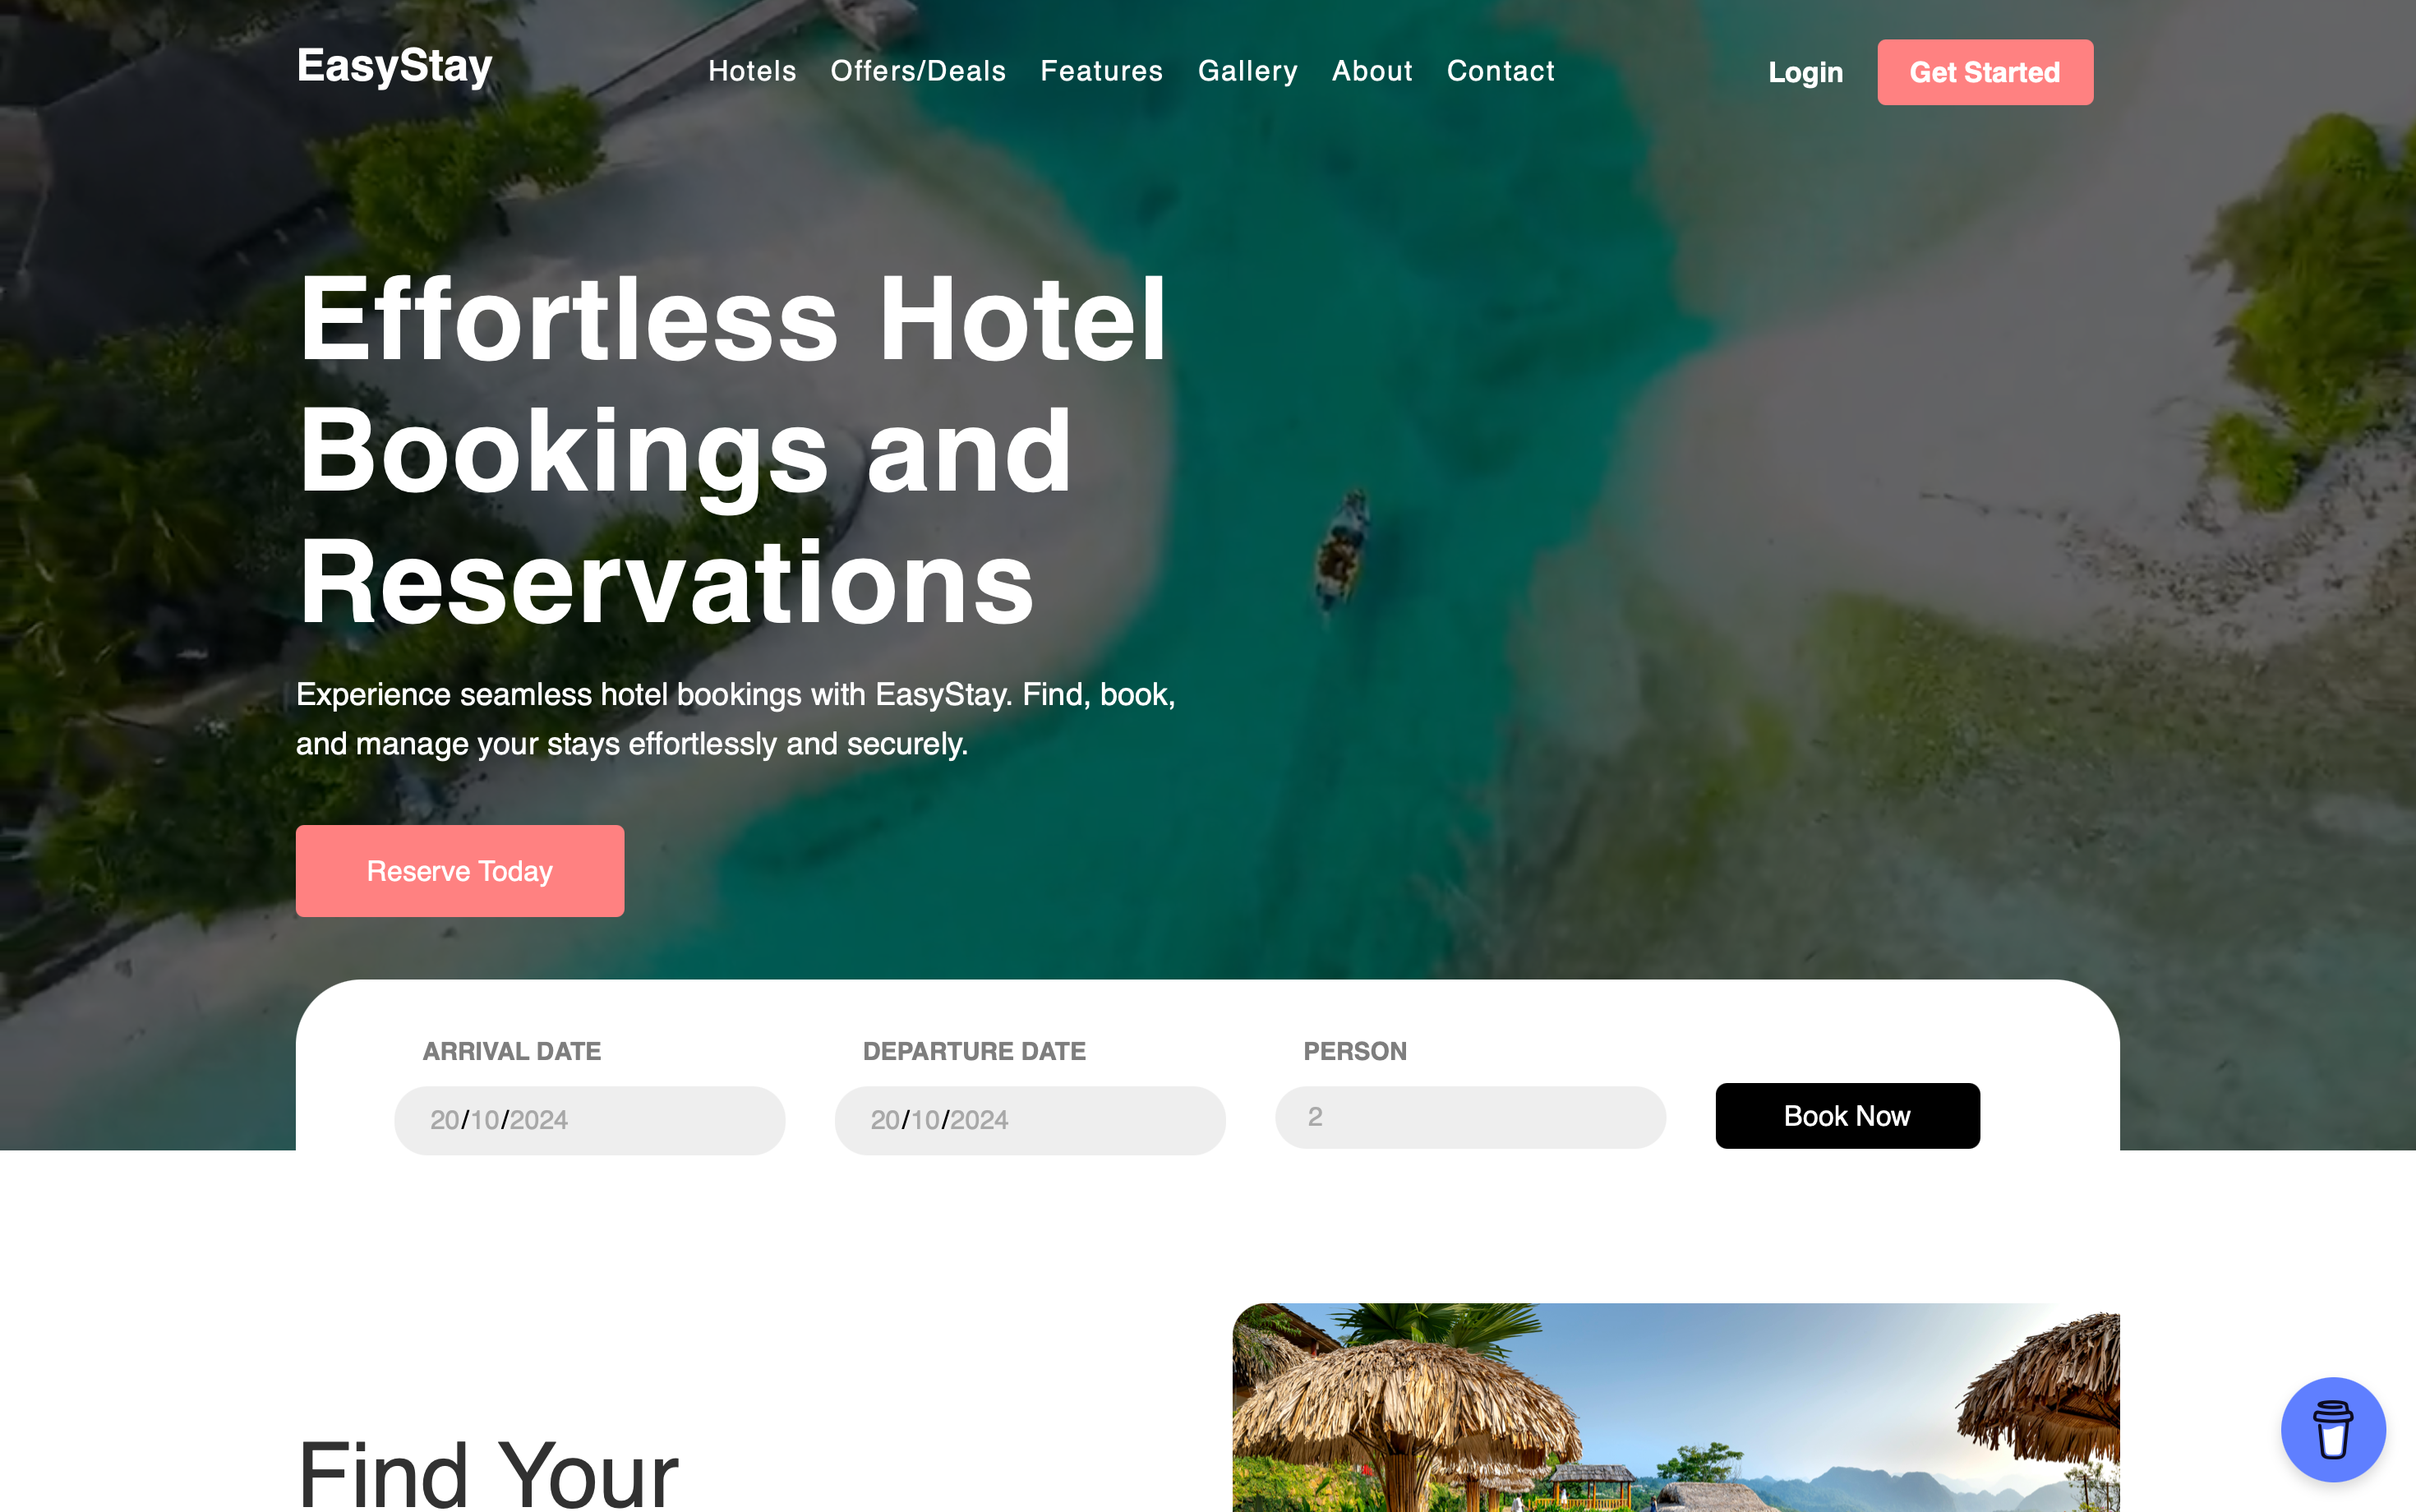 EasyStay
Hotels Offers/Deals Features Gallery About Contact
Login Get Started
Effortless Hotel
Bookings and
Reservations
Experience seamless hotel bookings with EasyStay. Find, book,
and manage your stays effortlessly and securely.
Reserve Today
ARRIVAL DATE DEPARTURE DATE PERSON
20/10/2024 20/10/2024 2 Book Now
Find Your